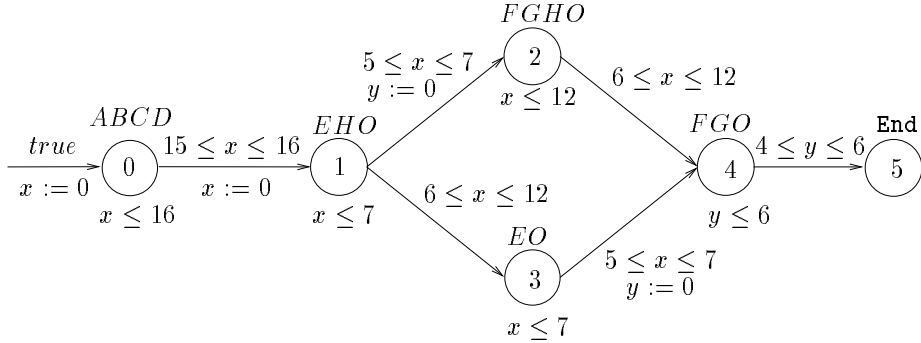 FGHO
2
x ≤ 12
5 ≤ x ≤ 7
y := 0
6 ≤ x ≤ 12
ABCD
true
x := 0
0
x ≤ 16
15 ≤ x ≤ 16
x := 0
EHO
1
x ≤ 7
6 ≤ x ≤ 12
EO
3
x ≤ 7
5 ≤ x ≤ 7
y := 0
FGO
4
y ≤ 6
4 ≤ y ≤ 6
End
5